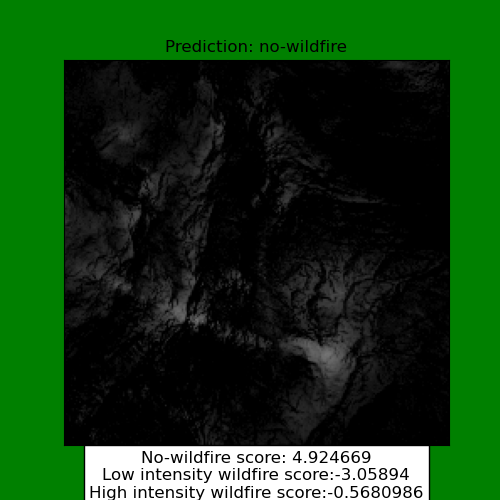 Prediction: no-wildfire
No-wildfire score: 4.924669
Low intensity wildfire score:-3.05894
High intensity wildfire score:-0.5680986